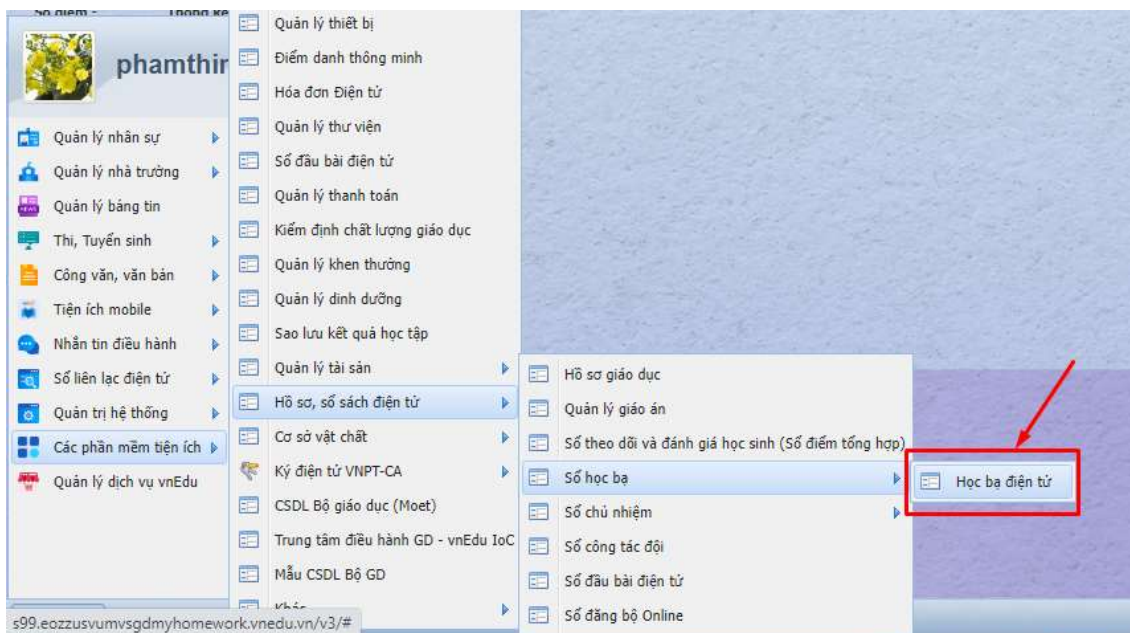 phamthir
Quản lý nhân sự
Quản lý nhà trường
Quản lý bảng tin
Thi, Tuyển sinh
Công văn, văn bản
Tiện ích mobile
Nhắn tin điều hành
Sổ liên lạc điện tử
Quản trị hệ thống
Các phần mềm tiện ích
Quản lý dịch vụ vnEdu
Quản lý thiết bị
Điểm danh thông minh
Hóa đơn Điện tử
Quản lý thư viện
Sổ đầu bài điện tử
Quản lý thanh toán
Kiểm định chất lượng giáo dục
Quản lý khen thưởng
Quản lý dinh dưỡng
Sao lưu kết quả học tập
Quản lý tài sản
Hồ sơ, sổ sách điện tử
Cơ sở vật chất
Ký điện tử VNPT-CA
CSDL Bộ giáo dục (Moet)
Trung tâm điều hành GD - vnEdu IoC
Mẫu CSDL Bộ GD
Khác
Hồ sơ giáo dục
Quản lý giáo án
Sổ theo dõi và đánh giá học sinh (Sổ điểm tổng hợp)
Sổ học bạ
Sổ chủ nhiệm
Sổ công tác đội
Sổ đầu bài điện tử
Sổ đăng bộ Online
Học bạ điện tử
s99.eozzusvumvsgdmyhomework.vnedu.vn/v3/#